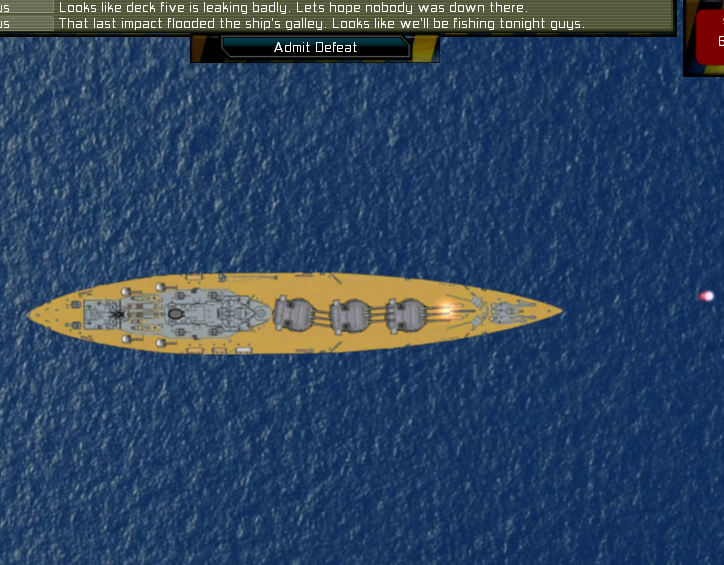 us Looks like deck five is leaking badly. Lets hope nobody was down there.
us That last impact flooded the ship's galley. Looks like we'll be fishing tonight guys.
Admit Defeat